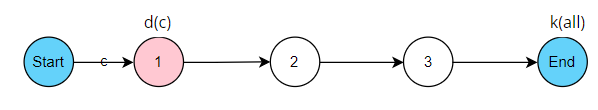 d(c)
k(all)
Start
c
1
2
3
End